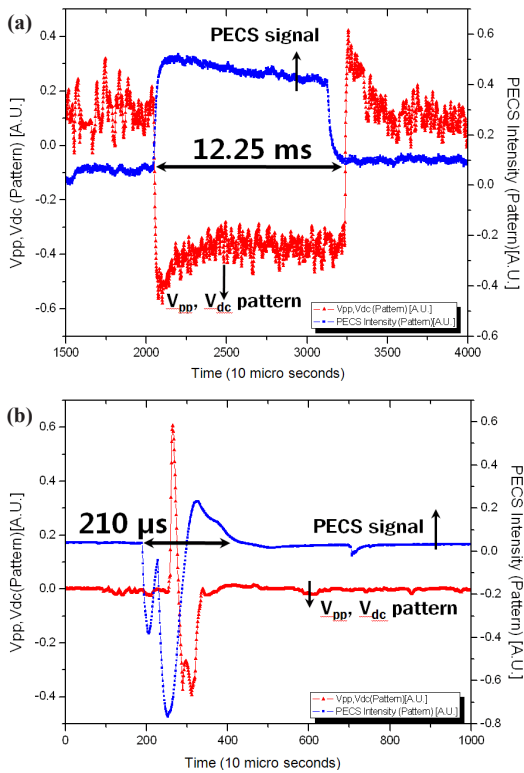 (a)
0.4
0.2
0.0
-0.2
-0.4
-0.6
Vpp,Vdc (Pattern) [A.U.]
0.6
0.4
0.2
0.0
-0.2
-0.4
-0.6
PECS Intensity (Pattern)[A.U.]
PECS signal
12.25 ms
Vpp, Vdc pattern
Vpp,Vdc (Pattern) [A.U.]
PECS Intensity (Pattern)[A.U.]
1500 2000 2500 3000 3500 4000
Time (10 micro seconds)
(b)
0.6
0.4
0.2
0.0
-0.2
-0.4
Vpp,Vdc(Pattern)[A.U.]
0.6
0.4
0.2
0.0
-0.2
-0.4
-0.6
-0.8
PECS Intensity (Pattern) [A.U.]
210 μs
PECS signal
Vpp, Vdc pattern
Vpp,Vdc(Pattern)[A.U.]
PECS Intensity (Pattern) [A.U.]
0 200 400 600 800 1000
Time (10 micro seconds)